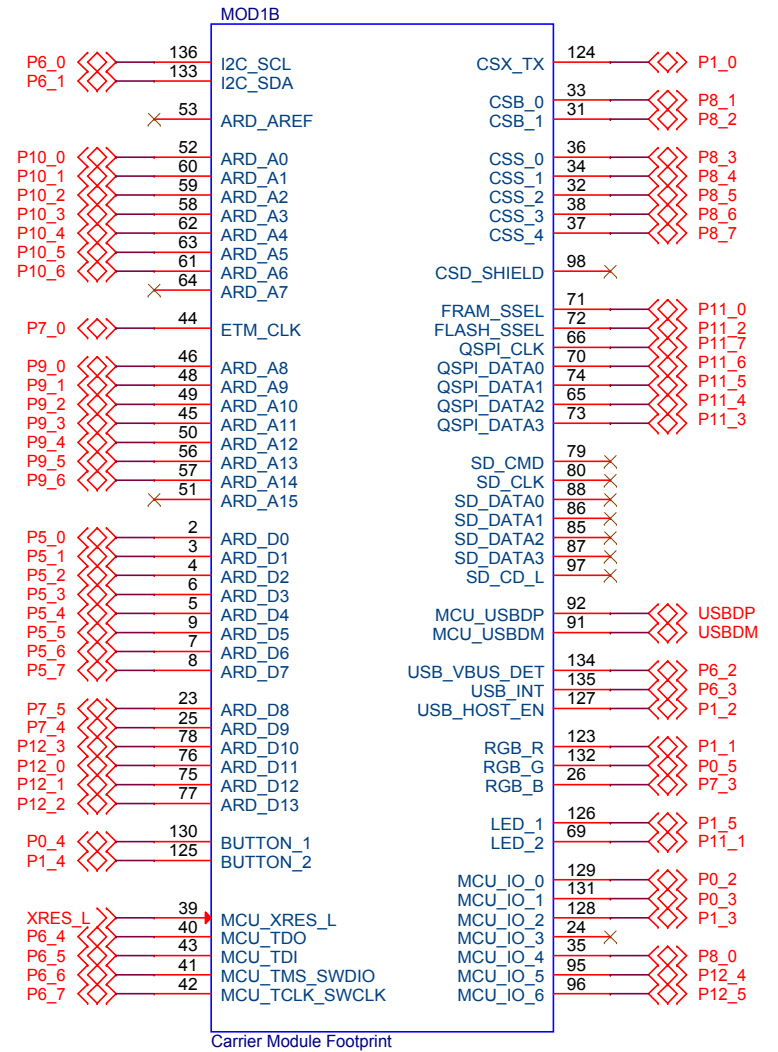 MOD1B
P6_0 136 I2C_SCL CSX_TX 124 P1_0
P6_1 133 I2C_SDA
CSB_0 33 P8_1
53 ARD_AREF CSB_1 31 P8_2
P10_0 52 ARD_A0 CSS_0 36 P8_3
P10_1 60 ARD_A1 CSS_1 34 P8_4
P10_2 59 ARD_A2 CSS_2 32 P8_5
P10_3 58 ARD_A3 CSS_3 38 P8_6
P10_4 62 ARD_A4 CSS_4 37 P8_7
P10_5 63 ARD_A5
P10_6 61 ARD_A6 CSD_SHIELD 98
64 ARD_A7
FRAM_SSEL 71 P11_0
P7_0 44 ETM_CLK FLASH_SSEL 72 P11_2
QSPI_CLK 66 P11_7
P9_0 46 ARD_A8 QSPI_DATA0 70 P11_6
P9_1 48 ARD_A9 QSPI_DATA1 74 P11_5
P9_2 49 ARD_A10 QSPI_DATA2 65 P11_4
P9_3 45 ARD_A11 QSPI_DATA3 73 P11_3
P9_4 50 ARD_A12
P9_5 56 ARD_A13 SD_CMD 79
P9_6 57 ARD_A14 SD_CLK 80
51 ARD_A15 SD_DATA0 88
SD_DATA1 86
P5_0 2 ARD_D0 SD_DATA2 85
P5_1 3 ARD_D1 SD_DATA3 87
P5_2 4 ARD_D2 SD_CD_L 97
P5_3 6 ARD_D3
P5_4 5 ARD_D4 MCU_USBDP 92 USBDP
P5_5 9 ARD_D5 MCU_USBDM 91 USBDM
P5_6 7 ARD_D6
P5_7 8 ARD_D7 USB_VBUS_DET 134 P6_2
USB_INT 135 P6_3
P7_5 23 ARD_D8 USB_HOST_EN 127 P1_2
P7_4 25 ARD_D9
P12_3 78 ARD_D10 RGB_R 123 P1_1
P12_0 76 ARD_D11 RGB_G 132 P0_5
P12_1 75 ARD_D12 RGB_B 26 P7_3
P12_2 77 ARD_D13
LED_1 126 P1_5
P0_4 130 BUTTON_1 LED_2 69 P11_1
P1_4 125 BUTTON_2
MCU_IO_0 129 P0_2
MCU_IO_1 131 P0_3
XRES_L 39 MCU_XRES_L MCU_IO_2 128 P1_3
P6_4 40 MCU_TDO MCU_IO_3 24
P6_5 43 MCU_TDI MCU_IO_4 35 P8_0
P6_6 41 MCU_TMS_SWDIO MCU_IO_5 95 P12_4
P6_7 42 MCU_TCLK_SWCLK MCU_IO_6 96 P12_5
Carrier Module Footprint